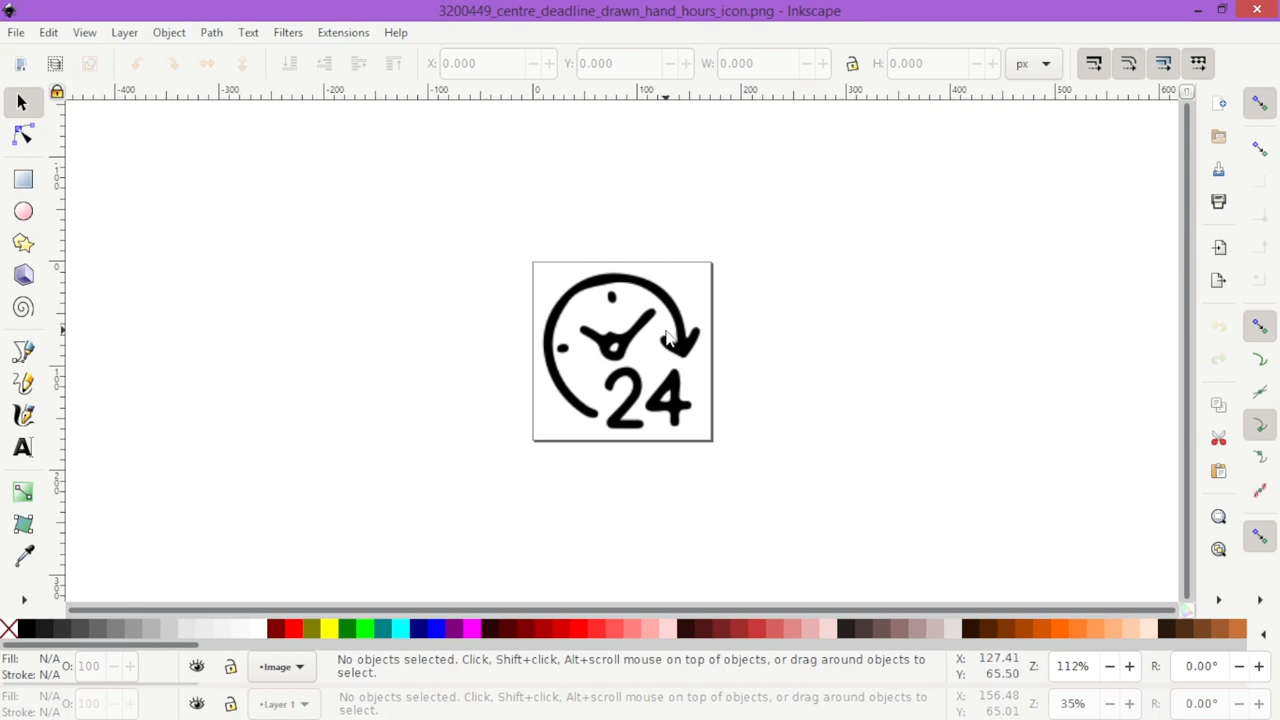 3200449_centre_deadline_drawn_hand_hours_icon.png - Inkscape
File Edit View Layer Object Path Text Filters Extensions Help
X: 0.000 Y: 0.000 W: 0.000 H: 0.000 px
-400 -300 -200 -100 0 100 200 300 400 500 600
24
A
Fill: N/A O: 100 •Image No objects selected. Click, Shift+click, Alt+scroll mouse on top of objects, or drag around objects to X: 127.41 Z: 112% R: 0.00°
Stroke: N/A select. Y: 65.50
Fill: N/A O: 100 •Layer 1 No objects selected. Click, Shift+click, Alt+scroll mouse on top of objects, or drag around objects to X: 156.48 Z: 35% R: 0.00°
Stroke: N/A select. Y: 65.01